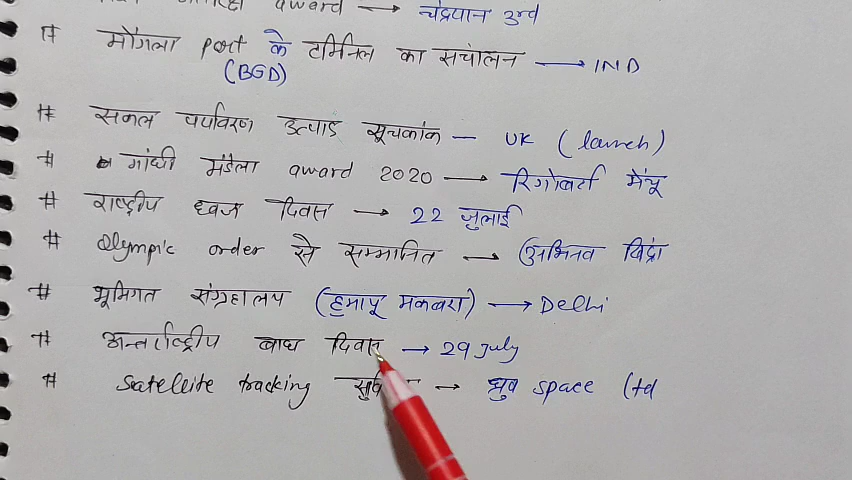 award → चंद्रयान 3rd
# मोंगला port के टर्मिनल का संचालन → IND
(BGD)
# सकल पर्यावरण उत्पाद सूचकांक — UK (launch)
# गांधी मंडेला award 2020 → रिगोबर्टा मेंचू
# राष्ट्रीय ध्वज दिवस → 22 जुलाई
# Olympic order से सम्मानित → अभिनव बिंद्रा
# भूमिगत संग्रहालय (हुमायू मकबरा) → Delhi
# अन्तर्राष्ट्रीय बाघ दिवस → 29 July
# Satellite tracking → ध्रुव space ltd